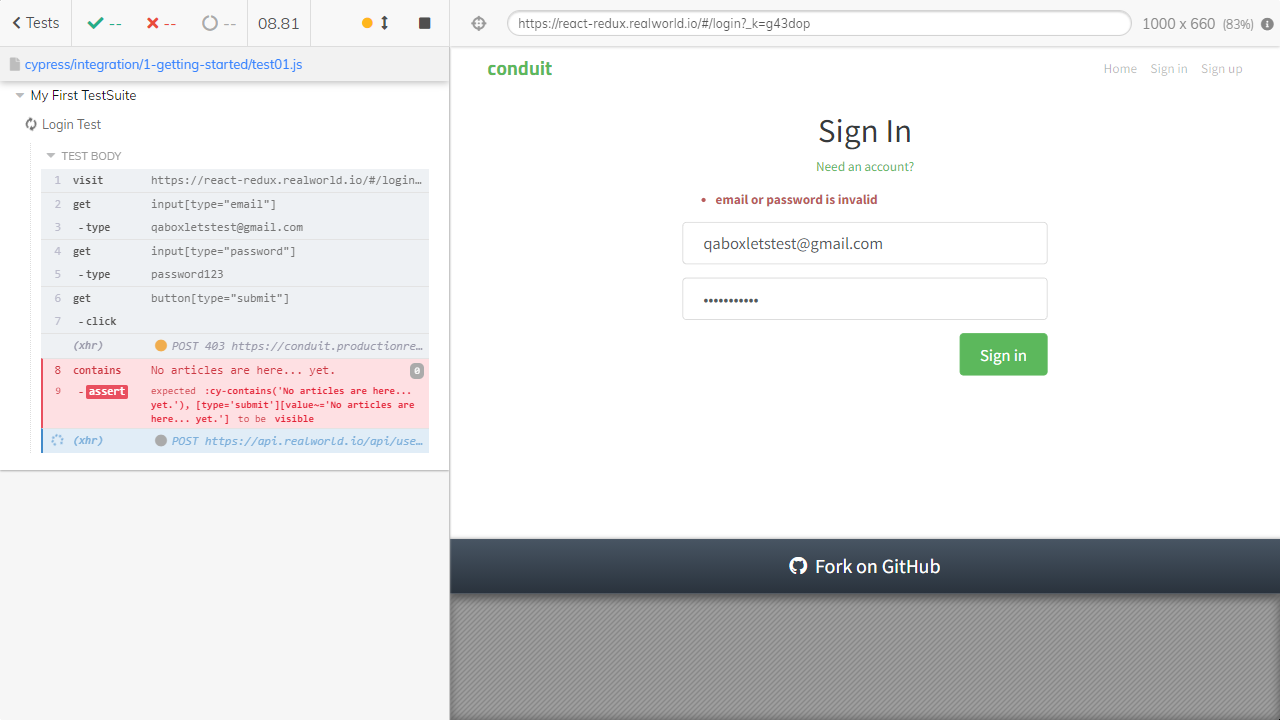 Tests -- -- -- 08.81
https://react-redux.realworld.io/#/login?_k=g43dop
1000 x 660 (83%)
cypress/integration/1-getting-started/test01.js
My First TestSuite
Login Test
TEST BODY
1 visit https://react-redux.realworld.io/#/login…
2 get input[type="email"]
3 -type qaboxletstest@gmail.com
4 get input[type="password"]
5 -type password123
6 get button[type="submit"]
7 -click
(xhr) POST 403 https://conduit.productionre…
8 contains No articles are here... yet. 0
9 -assert expected :cy-contains('No articles are here...
yet.'), [type='submit'][value~='No articles are
here... yet.'] to be visible
(xhr) POST https://api.realworld.io/api/use…
conduit
Home Sign in Sign up
Sign In
Need an account?
• email or password is invalid
qaboxletstest@gmail.com
•••••••••••
Sign in
Fork on GitHub